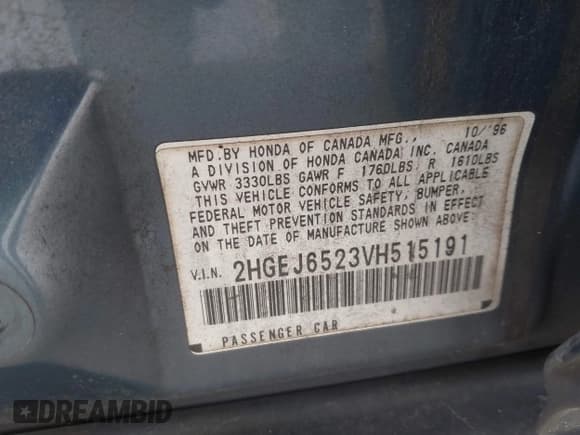 MFD.BY HONDA OF CANADA MFG., 10/'96
A DIVISION OF HONDA CANADA INC. CANADA
GVWR 3330LBS GAWR F 1760LBS R 1610LBS
THIS VEHICLE CONFORMS TO ALL APPLICABLE
FEDERAL MOTOR VEHICLE SAFETY, BUMPER,
AND THEFT PREVENTION STANDARDS IN EFFECT
ON THE DATE OF MANUFACTURE SHOWN ABOVE.
V.I.N. 2HGEJ6523VH515191
PASSENGER CAR
DREAMBID